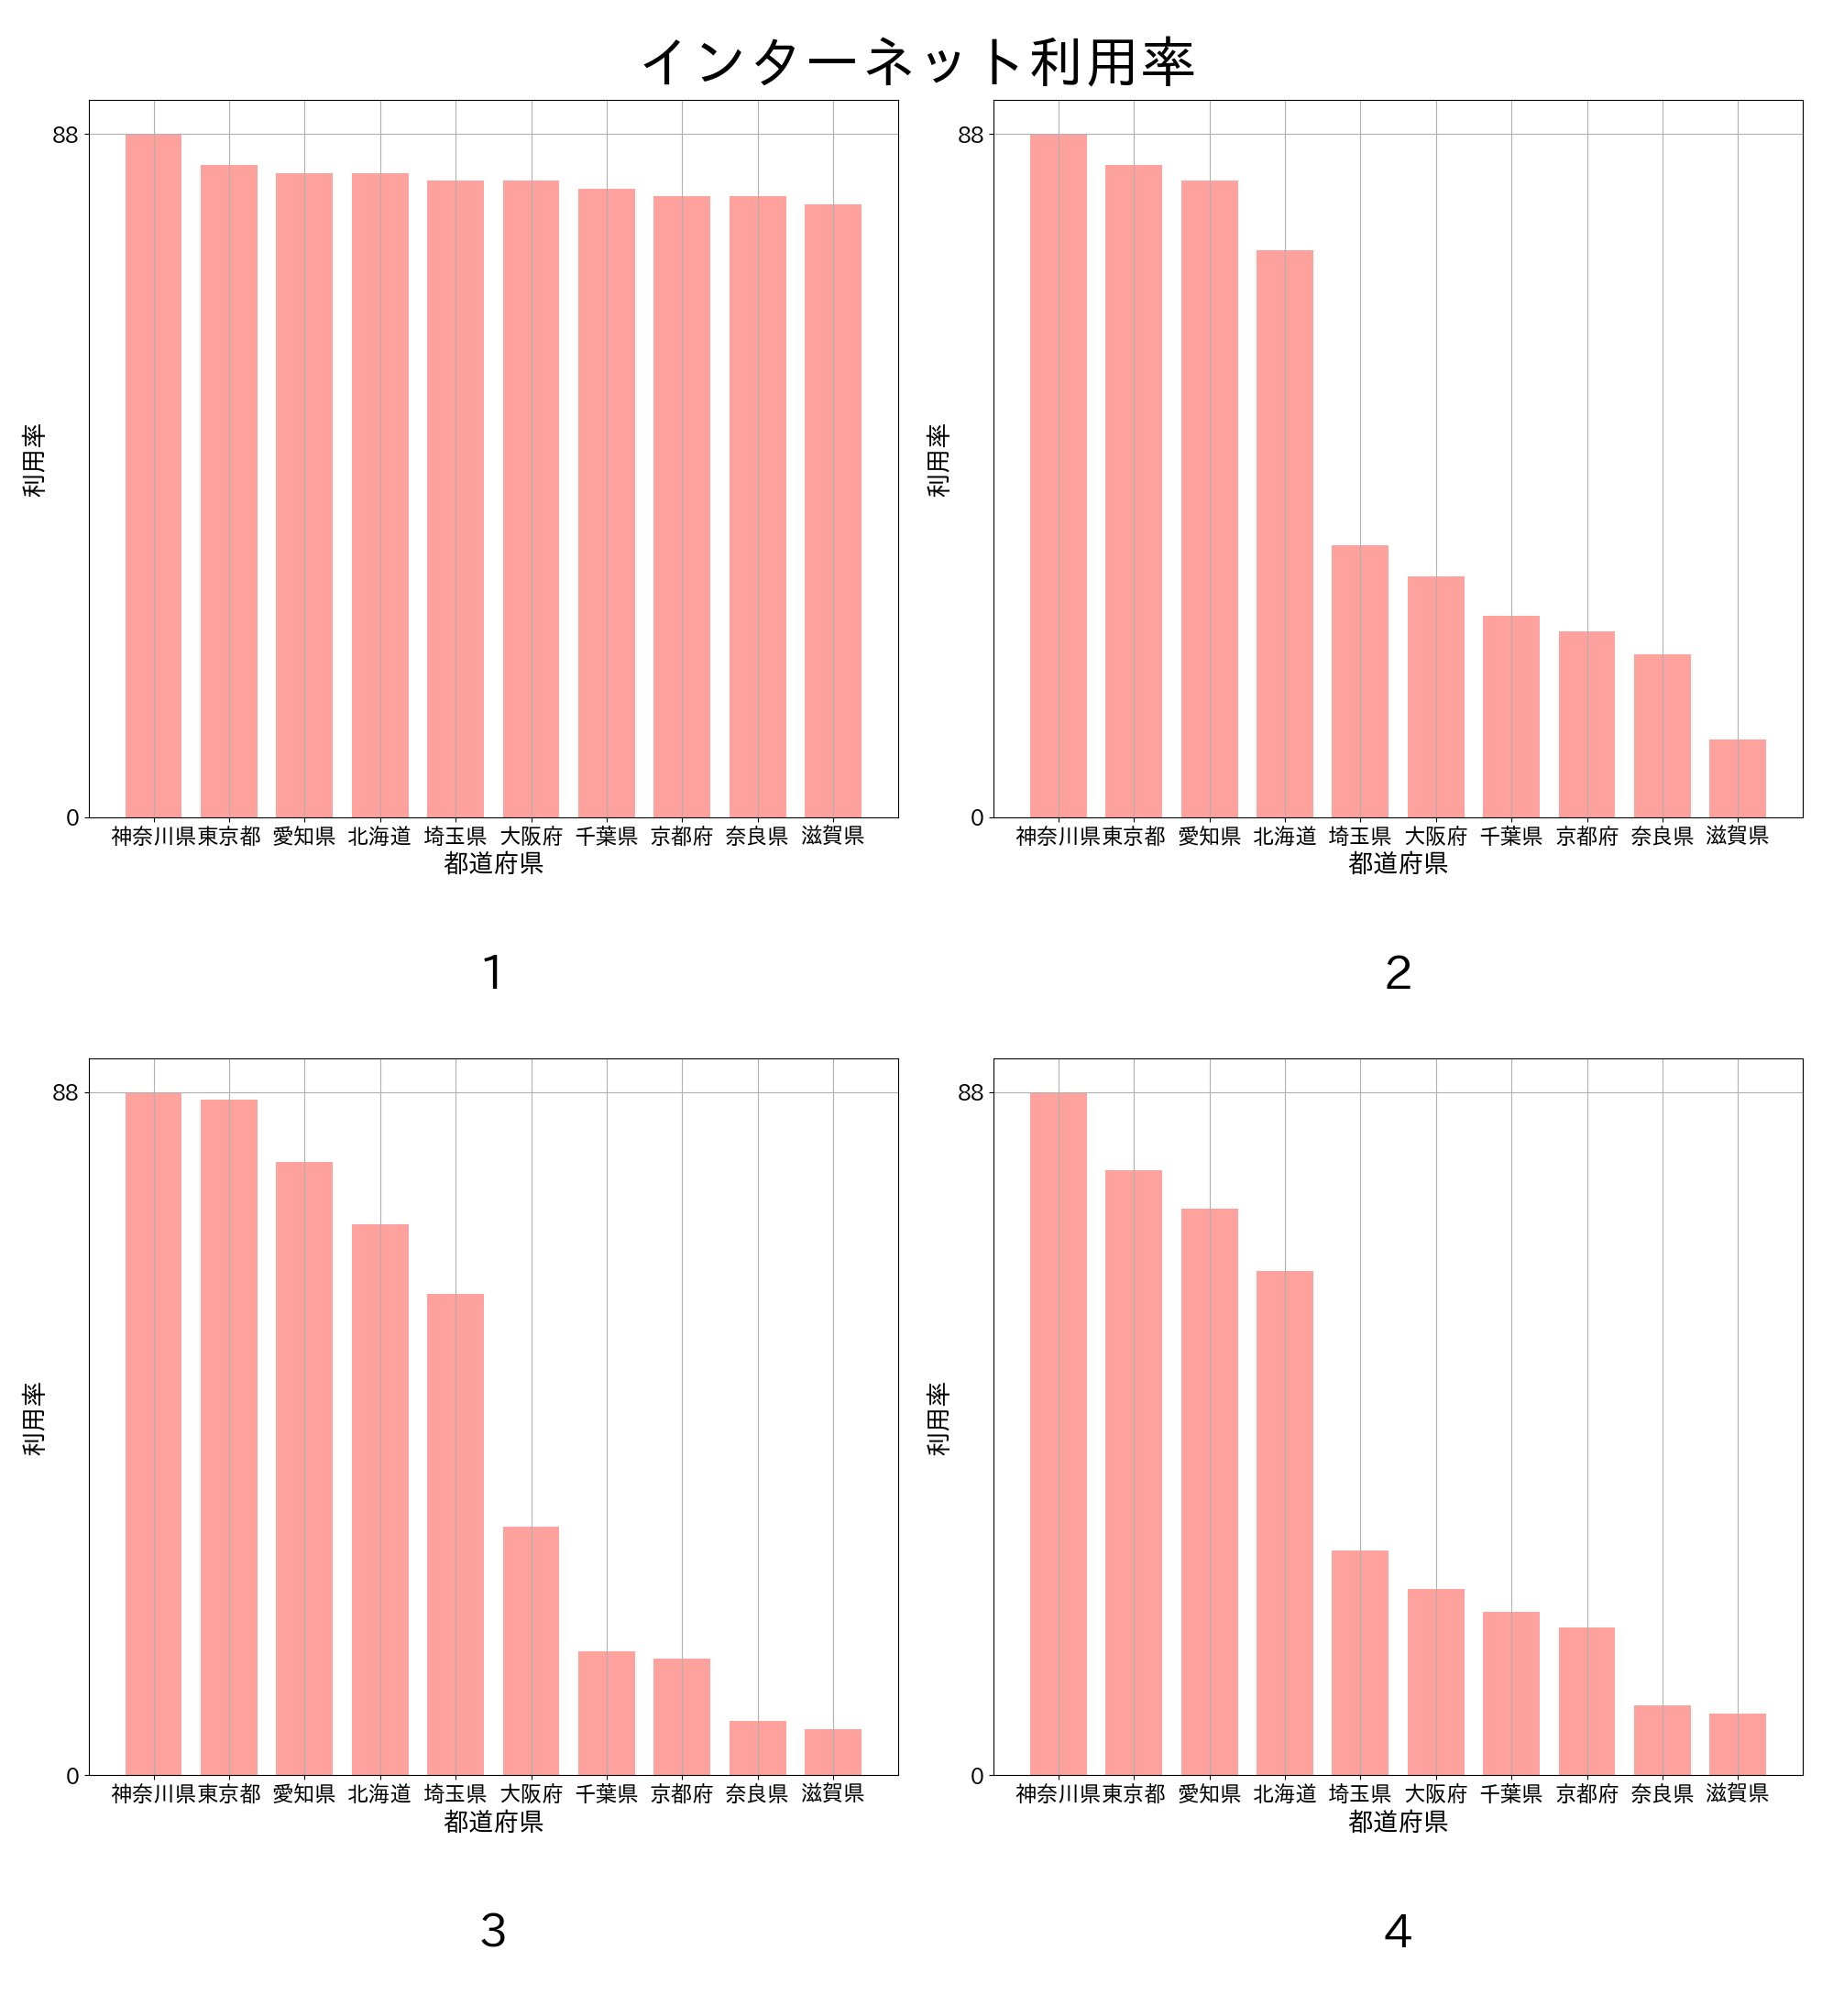 インターネット利用率
88
0
利用率
神奈川県 東京都 愛知県 北海道 埼玉県 大阪府 千葉県 京都府 奈良県 滋賀県
都道府県
1
88
0
利用率
神奈川県 東京都 愛知県 北海道 埼玉県 大阪府 千葉県 京都府 奈良県 滋賀県
都道府県
2
88
0
利用率
神奈川県 東京都 愛知県 北海道 埼玉県 大阪府 千葉県 京都府 奈良県 滋賀県
都道府県
3
88
0
利用率
神奈川県 東京都 愛知県 北海道 埼玉県 大阪府 千葉県 京都府 奈良県 滋賀県
都道府県
4